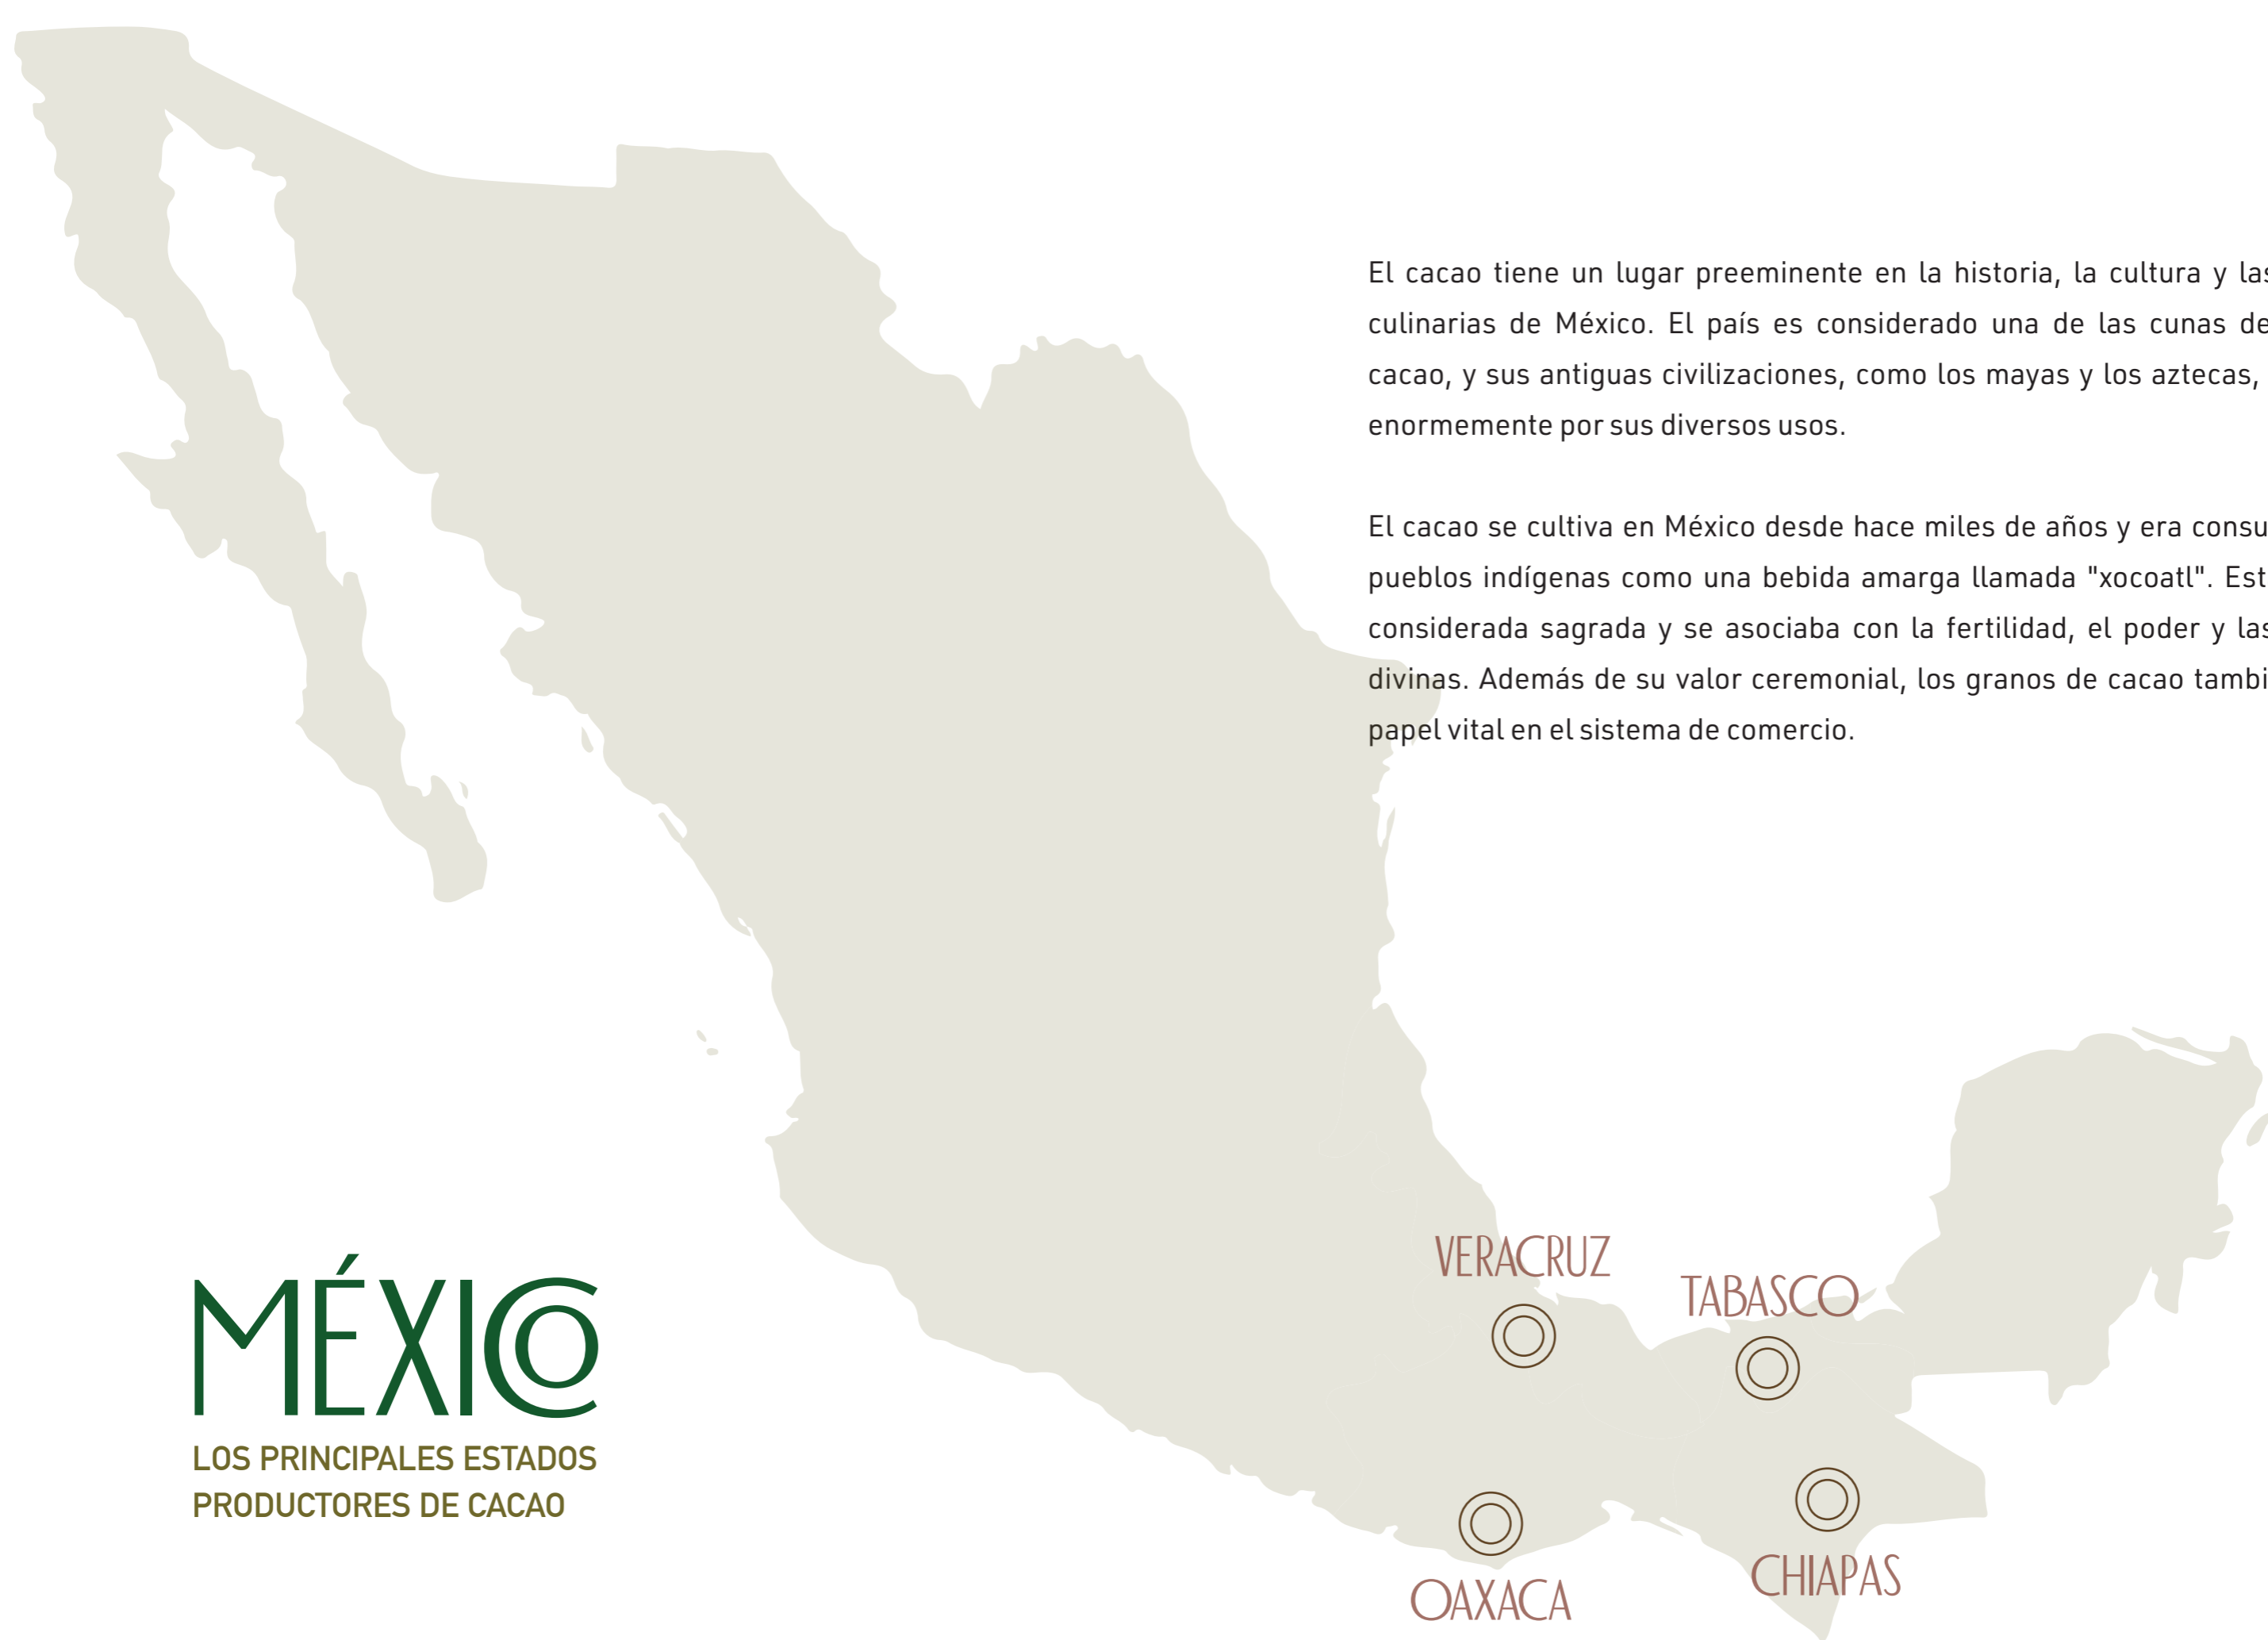 El cacao tiene un lugar preeminente en la historia, la cultura y las
culinarias de México. El país es considerado una de las cunas de
cacao, y sus antiguas civilizaciones, como los mayas y los aztecas,
enormemente por sus diversos usos.
El cacao se cultiva en México desde hace miles de años y era
pueblos indígenas como una bebida amarga llamada "xocoatl".
considerada sagrada y se asociaba con la fertilidad, el poder y las
divinas. Además de su valor ceremonial, los granos de cacao
papel vital en el sistema de comercio.
VERACRUZ
TABASCO
MÉXICO
LOS PRINCIPALES ESTADOS
PRODUCTORES DE CACAO
OAXACA
CHIAPAS